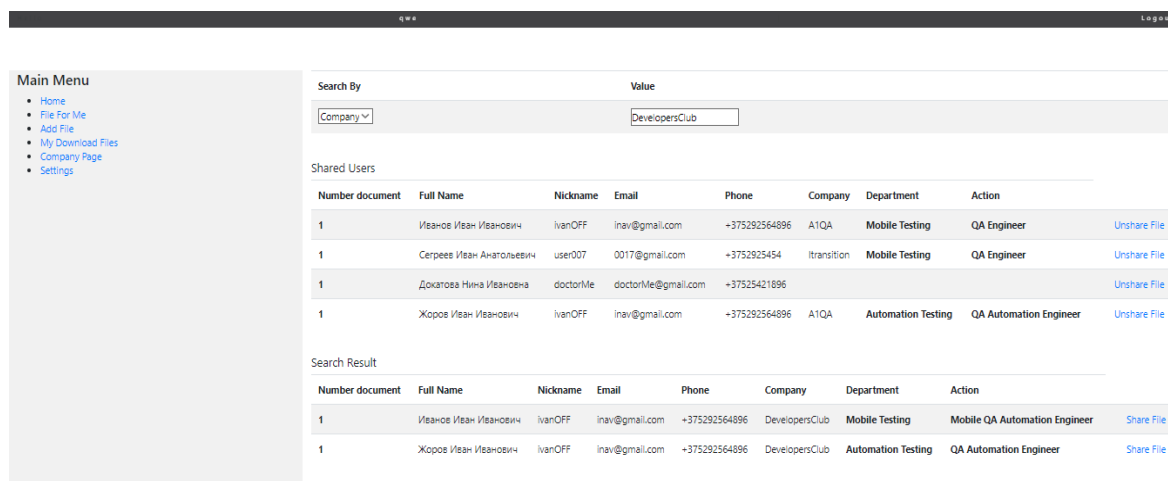 qwe Logou
Main Menu
Home
File For Me
Add File
My Download Files
Company Page
Settings
Search By Value
Company DevelopersClub
Shared Users
Number document Full Name Nickname Email Phone Company Department Action
1 Иванов Иван Иванович ivanOFF inav@gmail.com +375292564896 A1QA Mobile Testing QA Engineer Unshare File
1 Сегреев Иван Анатольевич user007 0017@gmail.com +3752925454 Itransition Mobile Testing QA Engineer Unshare File
1 Докатова Нина Ивановна doctorMe doctorMe@gmail.com +37525421896 Unshare File
1 Жоров Иван Иванович ivanOFF inav@gmail.com +375292564896 A1QA Automation Testing QA Automation Engineer Unshare File
Search Result
Number document Full Name Nickname Email Phone Company Department Action
1 Иванов Иван Иванович ivanOFF inav@gmail.com +375292564896 DevelopersClub Mobile Testing Mobile QA Automation Engineer Share File
1 Жоров Иван Иванович ivanOFF inav@gmail.com +375292564896 DevelopersClub Automation Testing QA Automation Engineer Share File